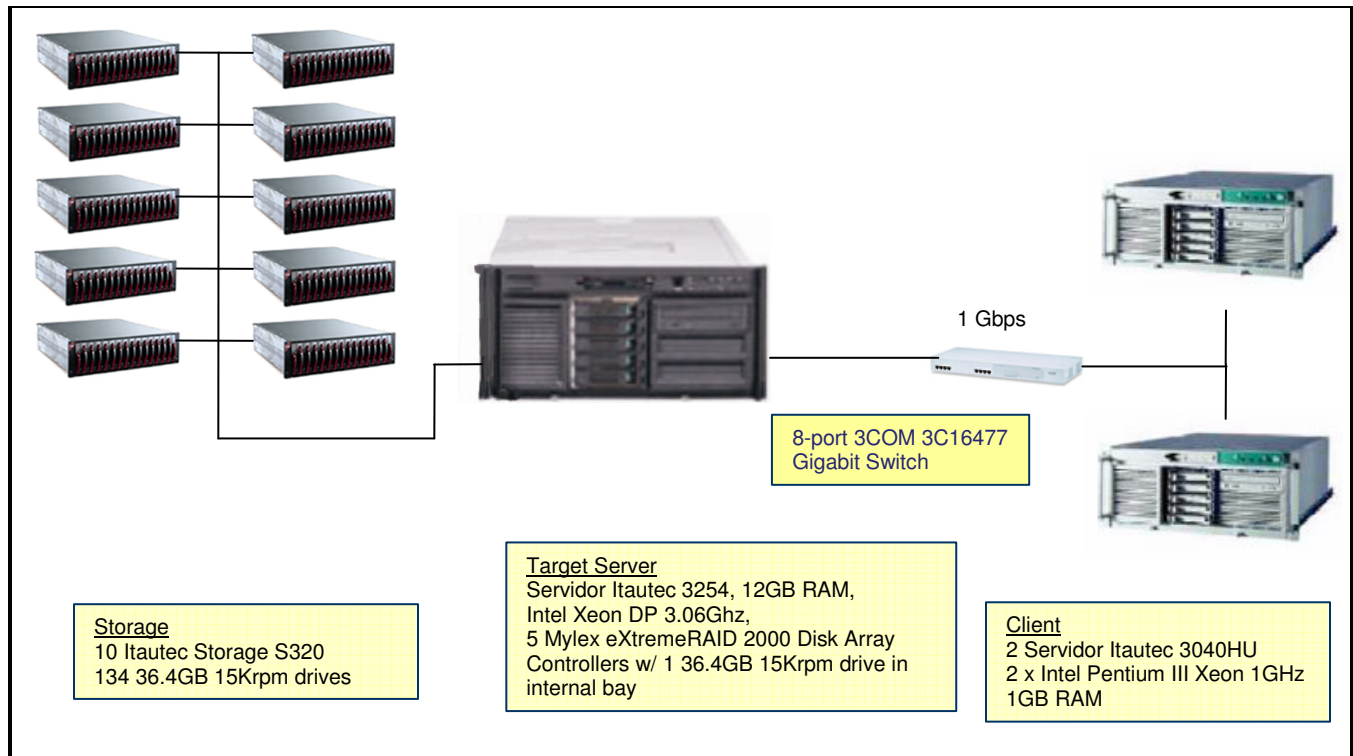 1 Gbps
8-port 3COM 3C16477
Gigabit Switch
Storage
10 Itautec Storage S320
134 36.4GB 15Krpm drives
Target Server
Servidor Itautec 3254, 12GB RAM,
Intel Xeon DP 3.06Ghz,
5 Mylex eXtremeRAID 2000 Disk Array
Controllers w/ 1 36.4GB 15Krpm drive in
internal bay
Client
2 Servidor Itautec 3040HU
2 x Intel Pentium III Xeon 1GHz
1GB RAM